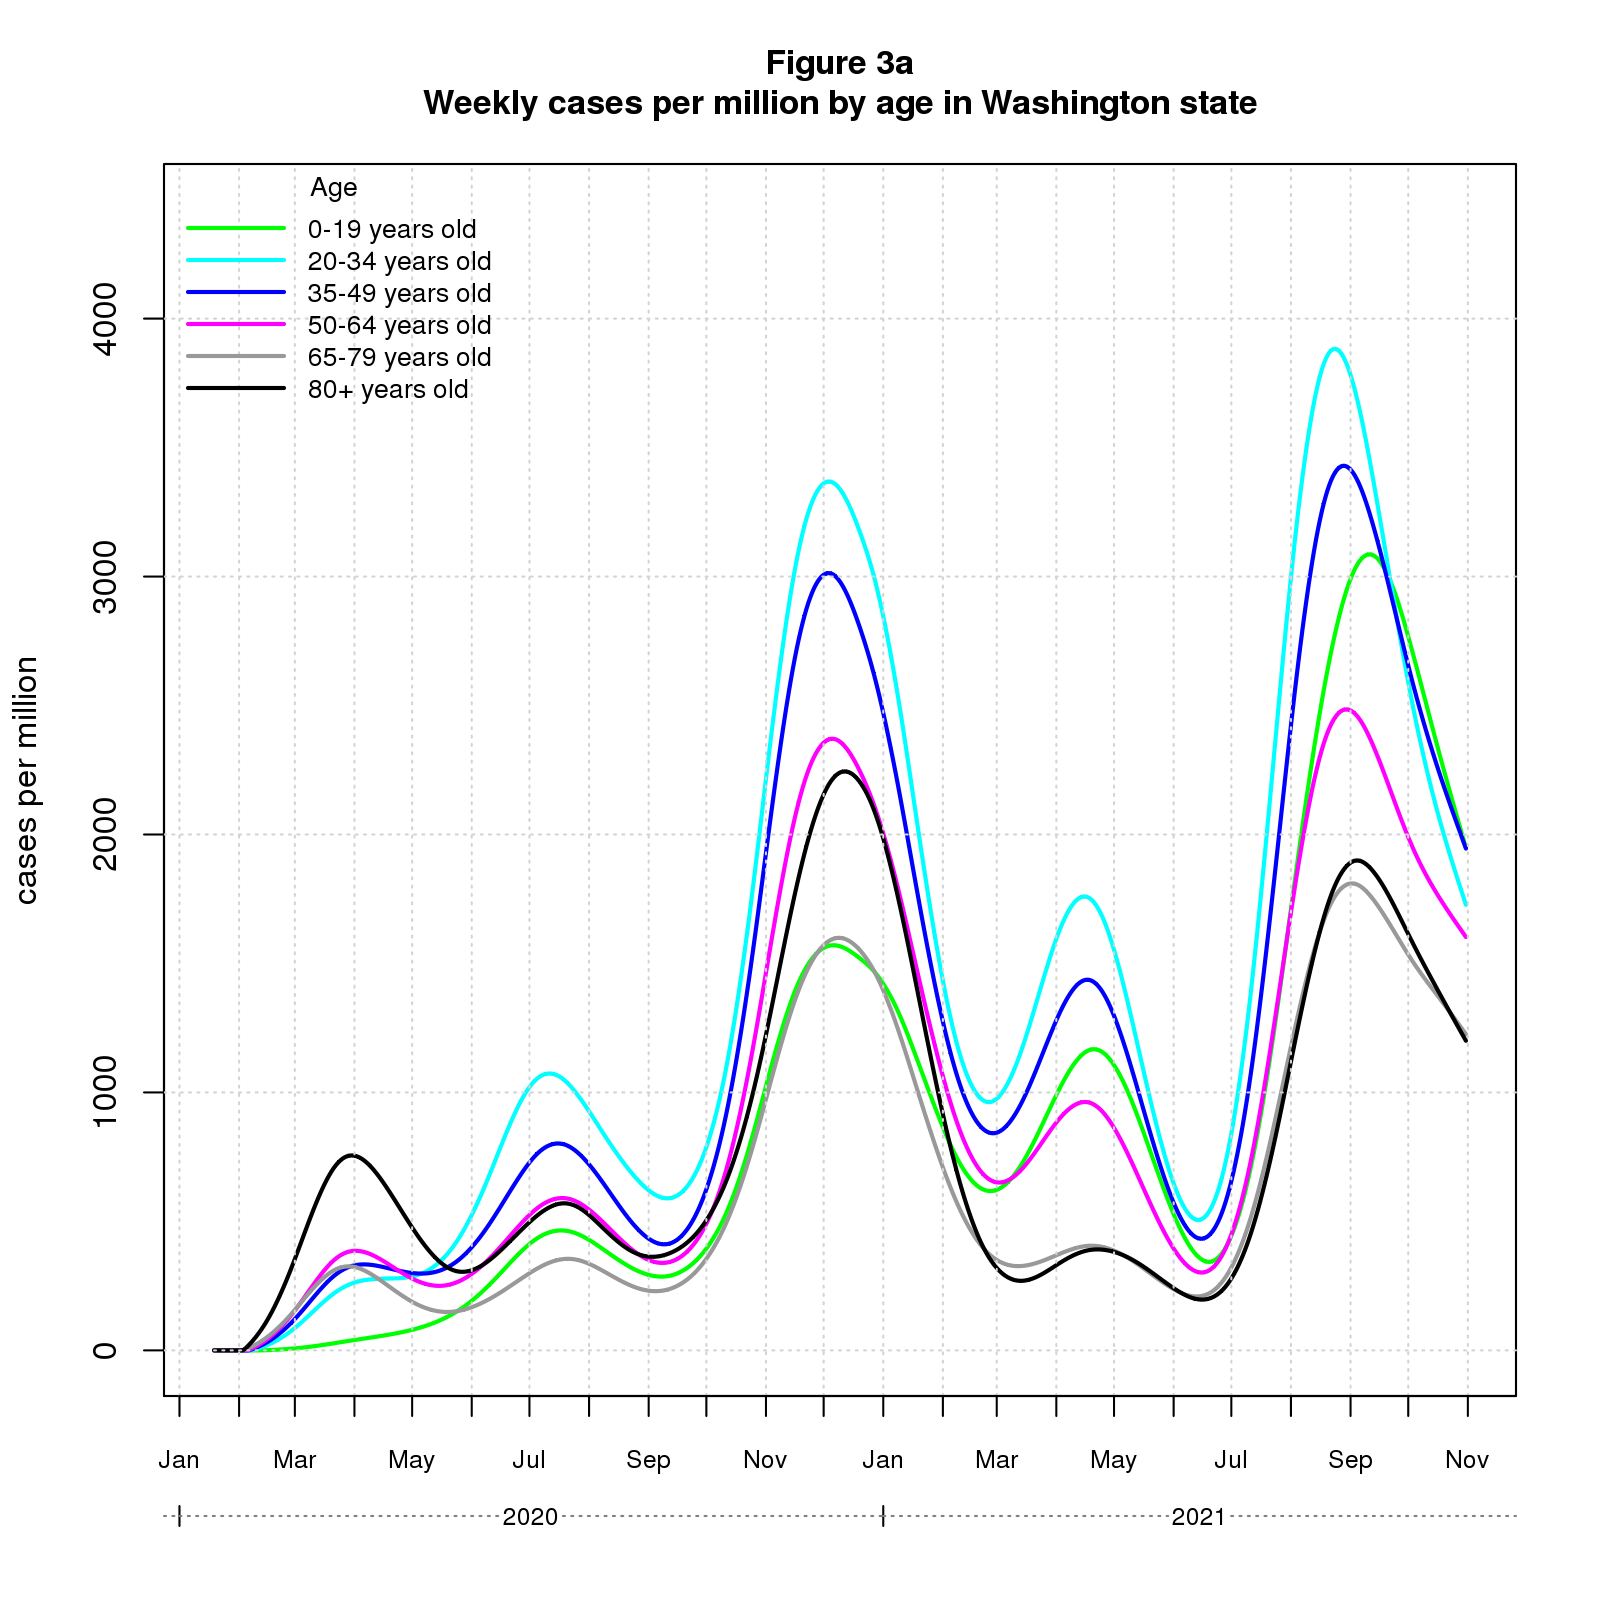 Figure 3a
Weekly cases per million by age in Washington state
Age
0-19 years old
20-34 years old
35-49 years old
50-64 years old
65-79 years old
80+ years old
cases per million
4000
3000
2000
1000
0
Jan Mar May Jul Sep Nov Jan Mar May Jul Sep Nov
2020 2021